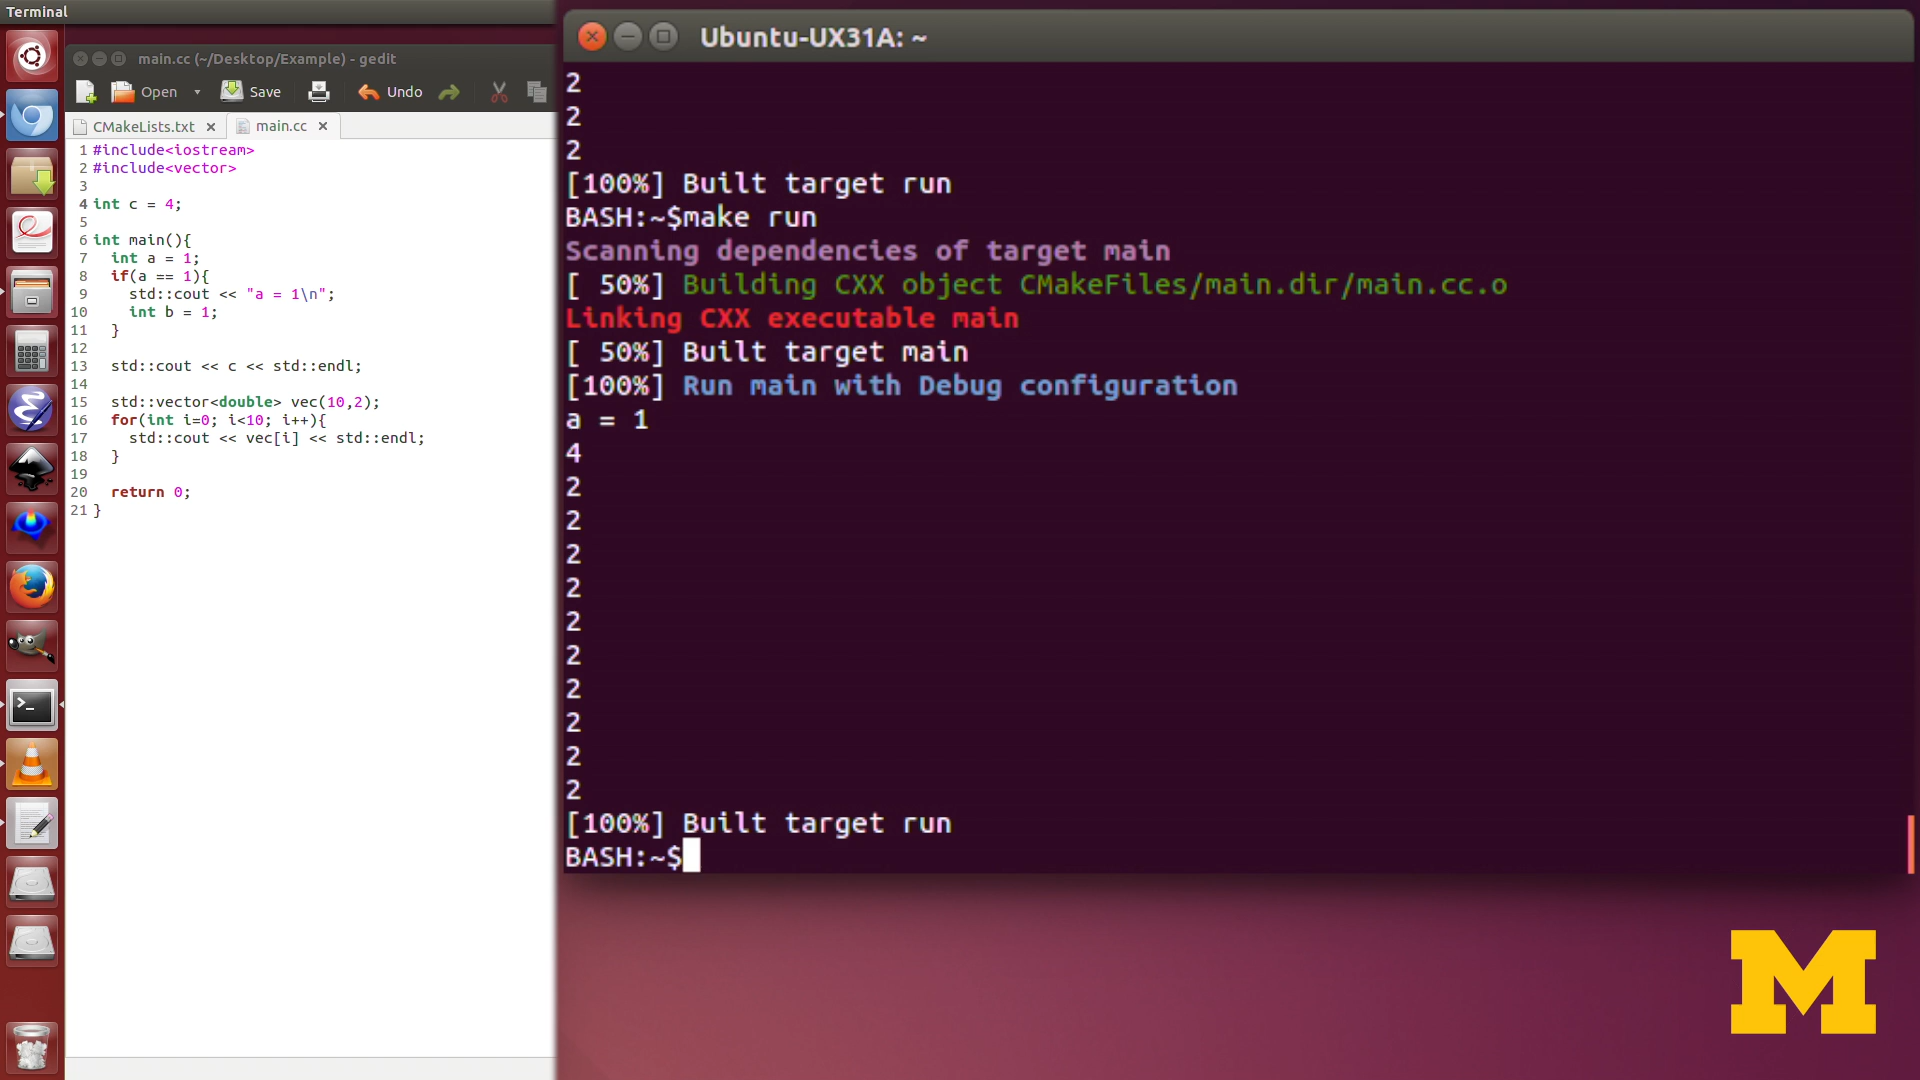 Terminal
main.cc (~/Desktop/Example) - gedit
Open Save Undo
CMakeLists.txt x main.cc x
1 #include<iostream>
2 #include<vector>
3
4 int c = 4;
5
6 int main(){
7   int a = 1;
8   if(a == 1){
9     std::cout << "a = 1\n";
10     int b = 1;
11   }
12
13   std::cout << c << std::endl;
14
15   std::vector<double> vec(10,2);
16   for(int i=0; i<10; i++){
17     std::cout << vec[i] << std::endl;
18   }
19
20   return 0;
21 }
Ubuntu-UX31A: ~
2
2
2
[100%] Built target run
BASH:~$make run
Scanning dependencies of target main
[ 50%] Building CXX object CMakeFiles/main.dir/main.cc.o
Linking CXX executable main
[ 50%] Built target main
[100%] Run main with Debug configuration
a = 1
4
2
2
2
2
2
2
2
2
2
2
[100%] Built target run
BASH:~$
M